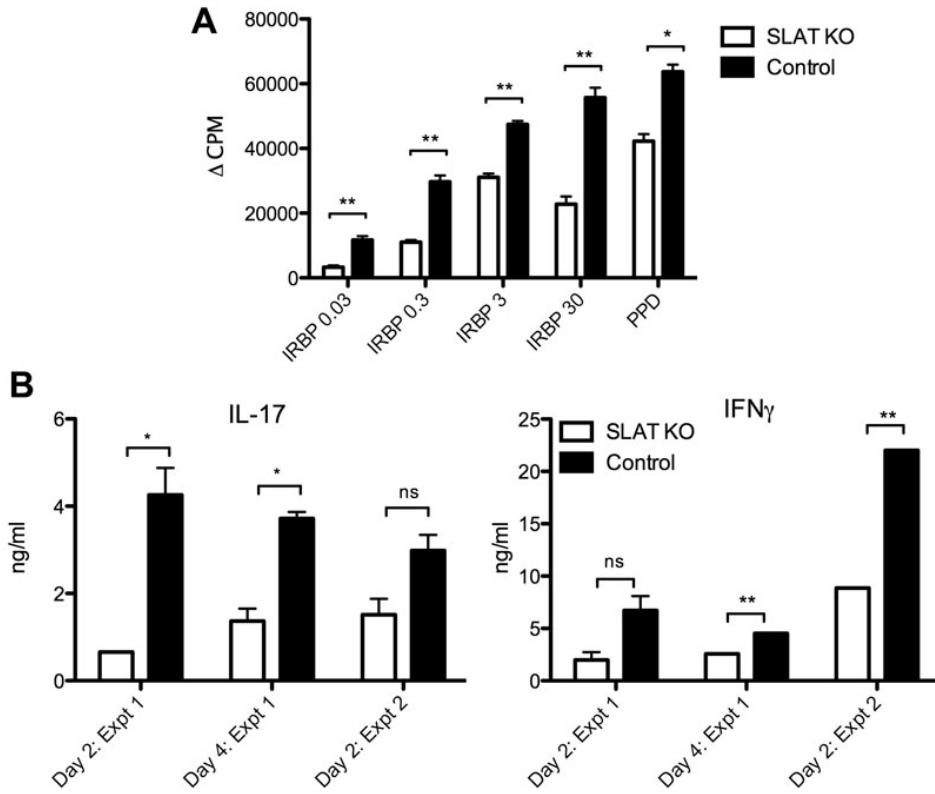 A
80000
60000
40000
20000
0
Δ CPM
**
**
**
**
*
SLAT KO
Control
IRBP 0.03
IRBP 0.3
IRBP 3
IRBP 30
PPD
B
IL-17
6
4
2
0
ng/ml
*
*
ns
Day 2: Expt 1
Day 4: Expt 1
Day 2: Expt 2
IFNγ
25
20
15
10
5
0
ng/ml
SLAT KO
Control
ns
**
**
Day 2: Expt 1
Day 4: Expt 1
Day 2: Expt 2